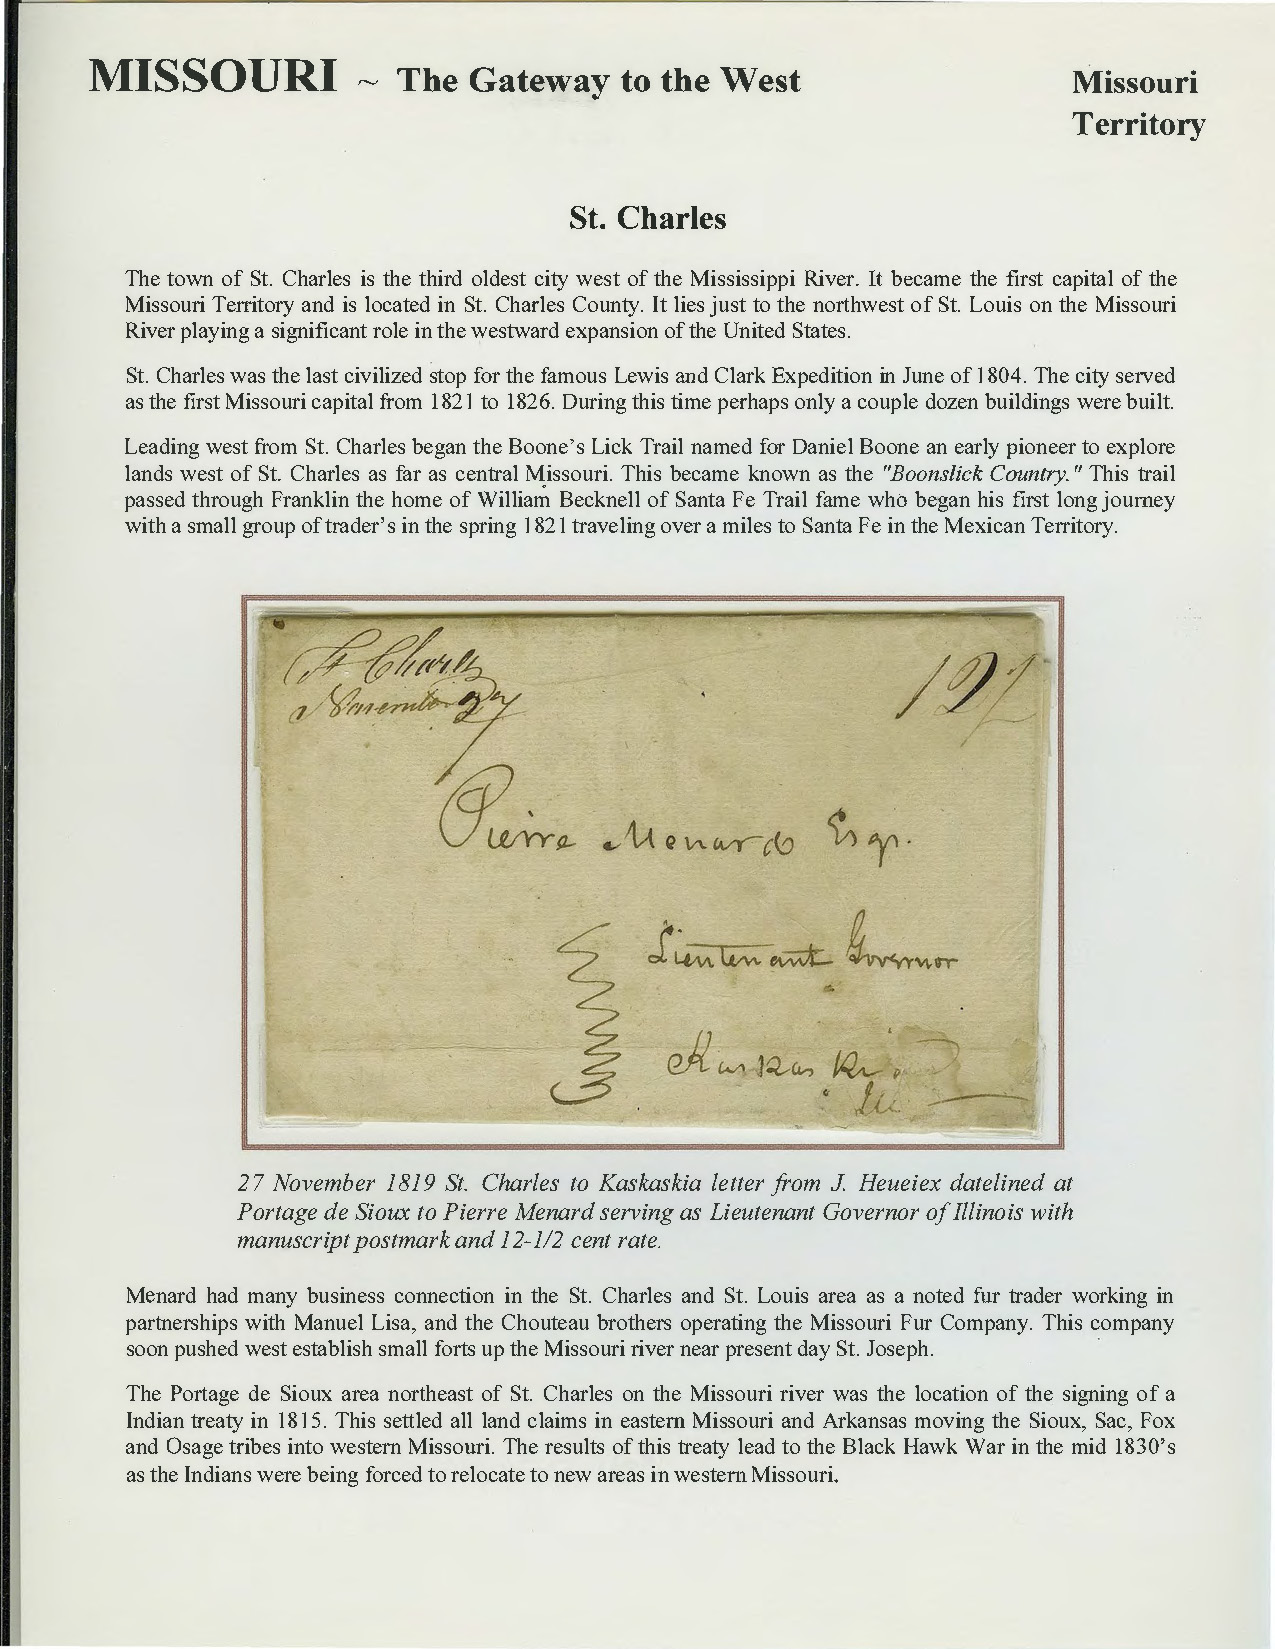 MISSOURI ~ The Gateway to the West
Missouri
Territory
St. Charles
The town of St. Charles is the third oldest city west of the Mississippi River. It became the first capital of the
Missouri Territory and is located in St. Charles County. It lies just to the northwest of St. Louis on the Missouri
River playing a significant role in the westward expansion of the United States.
St. Charles was the last civilized stop for the famous Lewis and Clark Expedition in June of 1804. The city served
as the first Missouri capital from 1821 to 1826. During this time perhaps only a couple dozen buildings were built.
Leading west from St. Charles began the Boone's Lick Trail named for Daniel Boone an early pioneer to explore
lands west of St. Charles as far as central Missouri. This became known as the "Boonslick Country." This trail
passed through Franklin the home of William Becknell of Santa Fe Trail fame who began his first long journey
with a small group of trader's in the spring 1821 traveling over a miles to Santa Fe in the Mexican Territory.
St Charles
November 27
12½
Pierre Menard Esqr.
Lieutenant Governor
Kaskaskia
Ill
27 November 1819 St. Charles to Kaskaskia letter from J. Heueiex datelined at
Portage de Sioux to Pierre Menard serving as Lieutenant Governor of Illinois with
manuscript postmark and 12-1/2 cent rate.
Menard had many business connection in the St. Charles and St. Louis area as a noted fur trader working in
partnerships with Manuel Lisa, and the Chouteau brothers operating the Missouri Fur Company. This company
soon pushed west establish small forts up the Missouri river near present day St. Joseph.
The Portage de Sioux area northeast of St. Charles on the Missouri river was the location of the signing of a
Indian treaty in 1815. This settled all land claims in eastern Missouri and Arkansas moving the Sioux, Sac, Fox
and Osage tribes into western Missouri. The results of this treaty lead to the Black Hawk War in the mid 1830's
as the Indians were being forced to relocate to new areas in western Missouri.